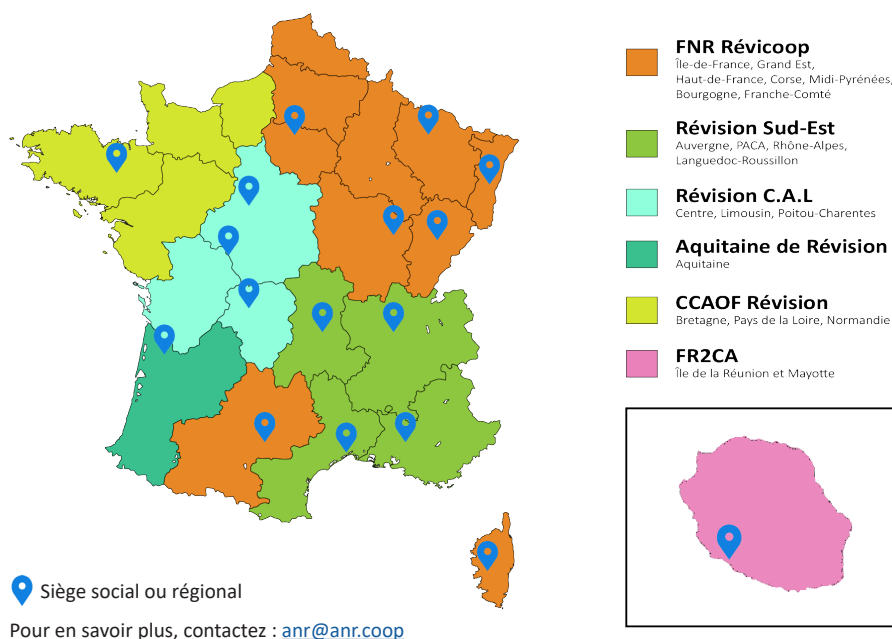 FNR Révicoop
Île-de-France, Grand Est,
Haut-de-France, Corse, Midi-Pyrénées,
Bourgogne, Franche-Comté
Révision Sud-Est
Auvergne, PACA, Rhône-Alpes,
Languedoc-Roussillon
Révision C.A.L
Centre, Limousin, Poitou-Charentes
Aquitaine de Révision
Aquitaine
CCAOF Révision
Bretagne, Pays de la Loire, Normandie
FR2CA
Île de la Réunion et Mayotte
Siège social ou régional
Pour en savoir plus, contactez : anr@anr.coop